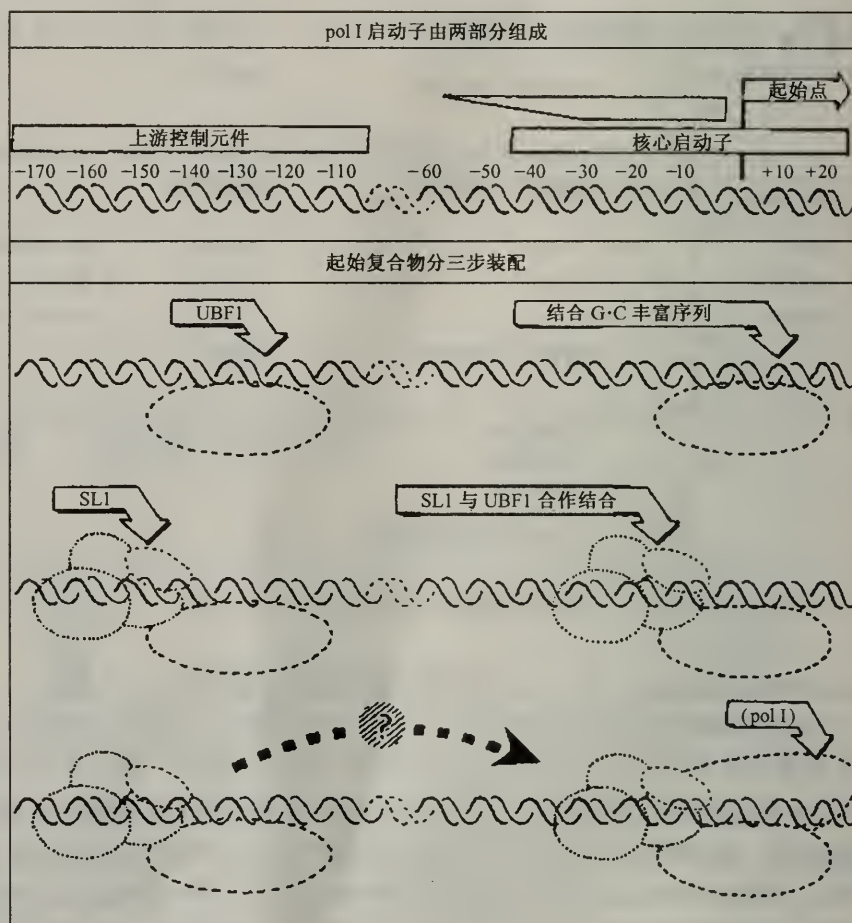 pol I 启动子由两部分组成
起始点
上游控制元件
核心启动子
−170 −160 −150 −140 −130 −120 −110 −60 −50 −40 −30 −20 −10 +10 +20
起始复合物分三步装配
UBF1
结合 G·C 丰富序列
SL1
SL1 与 UBF1 合作结合
(pol I)
?